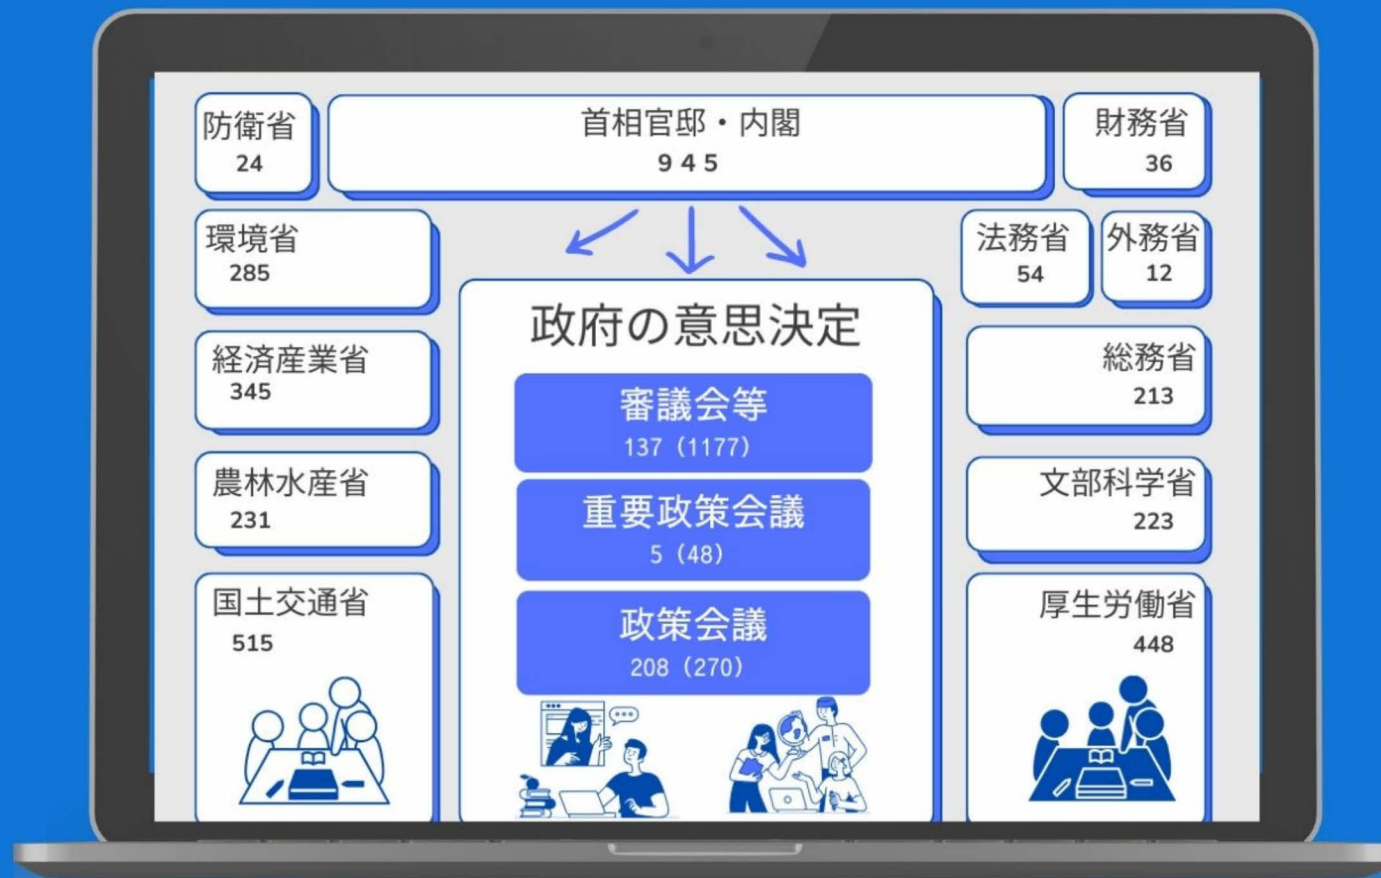 防衛省
24
首相官邸・内閣
9 4 5
財務省
36
環境省
285
法務省
54
外務省
12
経済産業省
345
政府の意思決定
審議会等
137（1177）
重要政策会議
5（48）
政策会議
208（270）
総務省
213
農林水産省
231
文部科学省
223
国土交通省
515
厚生労働省
448